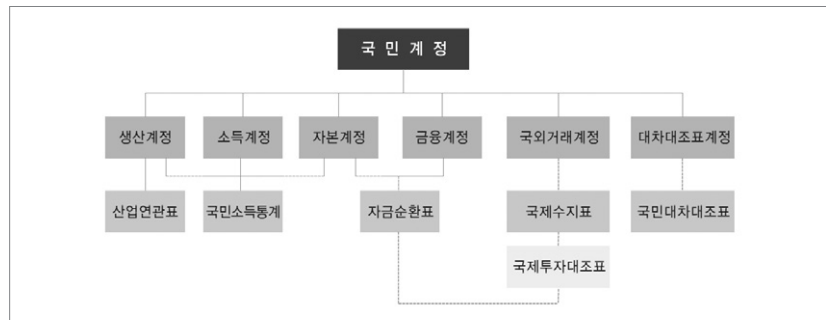 국 민 계 정
생산계정 소득계정 자본계정 금융계정 국외거래계정 대차대조표계정
산업연관표 국민소득통계 자금순환표 국제수지표 국민대차대조표
국제투자대조표